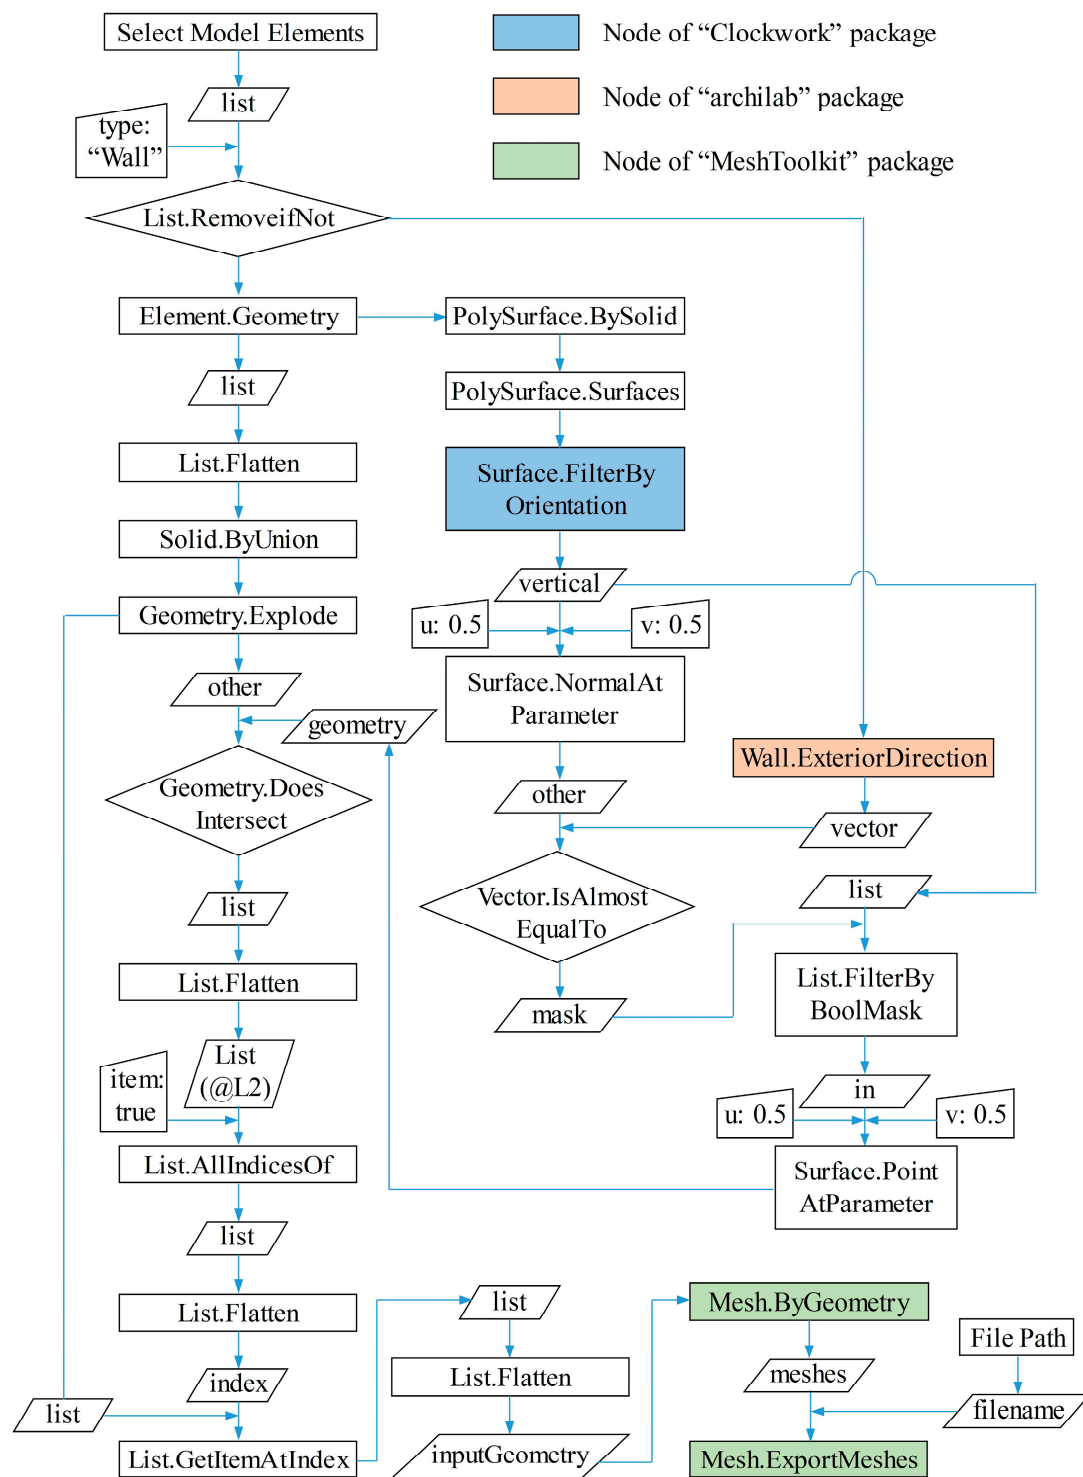 Select Model Elements
Node of “Clockwork” package
Node of “archilab” package
Node of “MeshToolkit” package
list
type:
“Wall”
List.RemoveifNot
Element.Geometry
PolySurface.BySolid
list
PolySurface.Surfaces
List.Flatten
Surface.FilterBy
Orientation
Solid.ByUnion
vertical
Geometry.Explode
u: 0.5
v: 0.5
other
Surface.NormalAt
Parameter
geometry
Wall.ExteriorDirection
Geometry.Does
Intersect
other
vector
list
Vector.IsAlmost
EqualTo
list
List.Flatten
List.FilterBy
BoolMask
mask
List
(@L2)
item:
true
in
u: 0.5
v: 0.5
List.AllIndicesOf
Surface.Point
AtParameter
list
List.Flatten
list
Mesh.ByGeometry
File Path
index
List.Flatten
meshes
list
filename
List.GetItemAtIndex
inputGeometry
Mesh.ExportMeshes